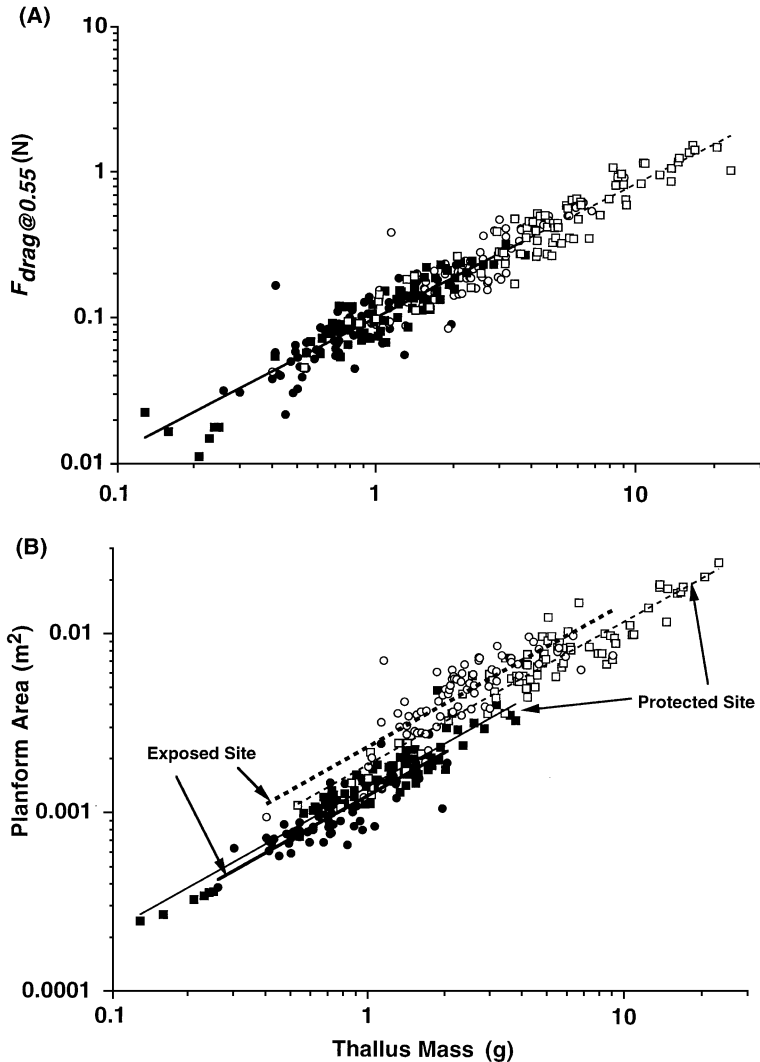 (A)
10
1
0.1
0.01
F drag@0.55 (N)
0.1
1
10
(B)
0.01
0.001
0.0001
Planform Area (m²)
Exposed Site
Protected Site
0.1
1
10
Thallus Mass (g)